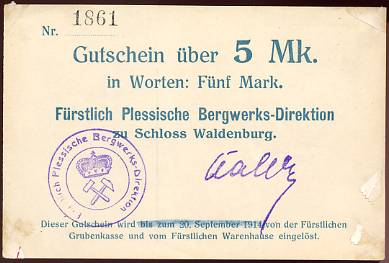 Nr. 1861
Gutschein über 5 Mk.
in Worten: Fünf Mark.
Fürstlich Plessische Bergwerks-Direktion
zu Schloss Waldenburg.
Fürstlich Plessische Bergwerks-Direktion
Dieser Gutschein wird bis zum 20. September 1914 von der Fürstlichen
Grubenkasse und vom Fürstlichen Warenhause eingelöst.